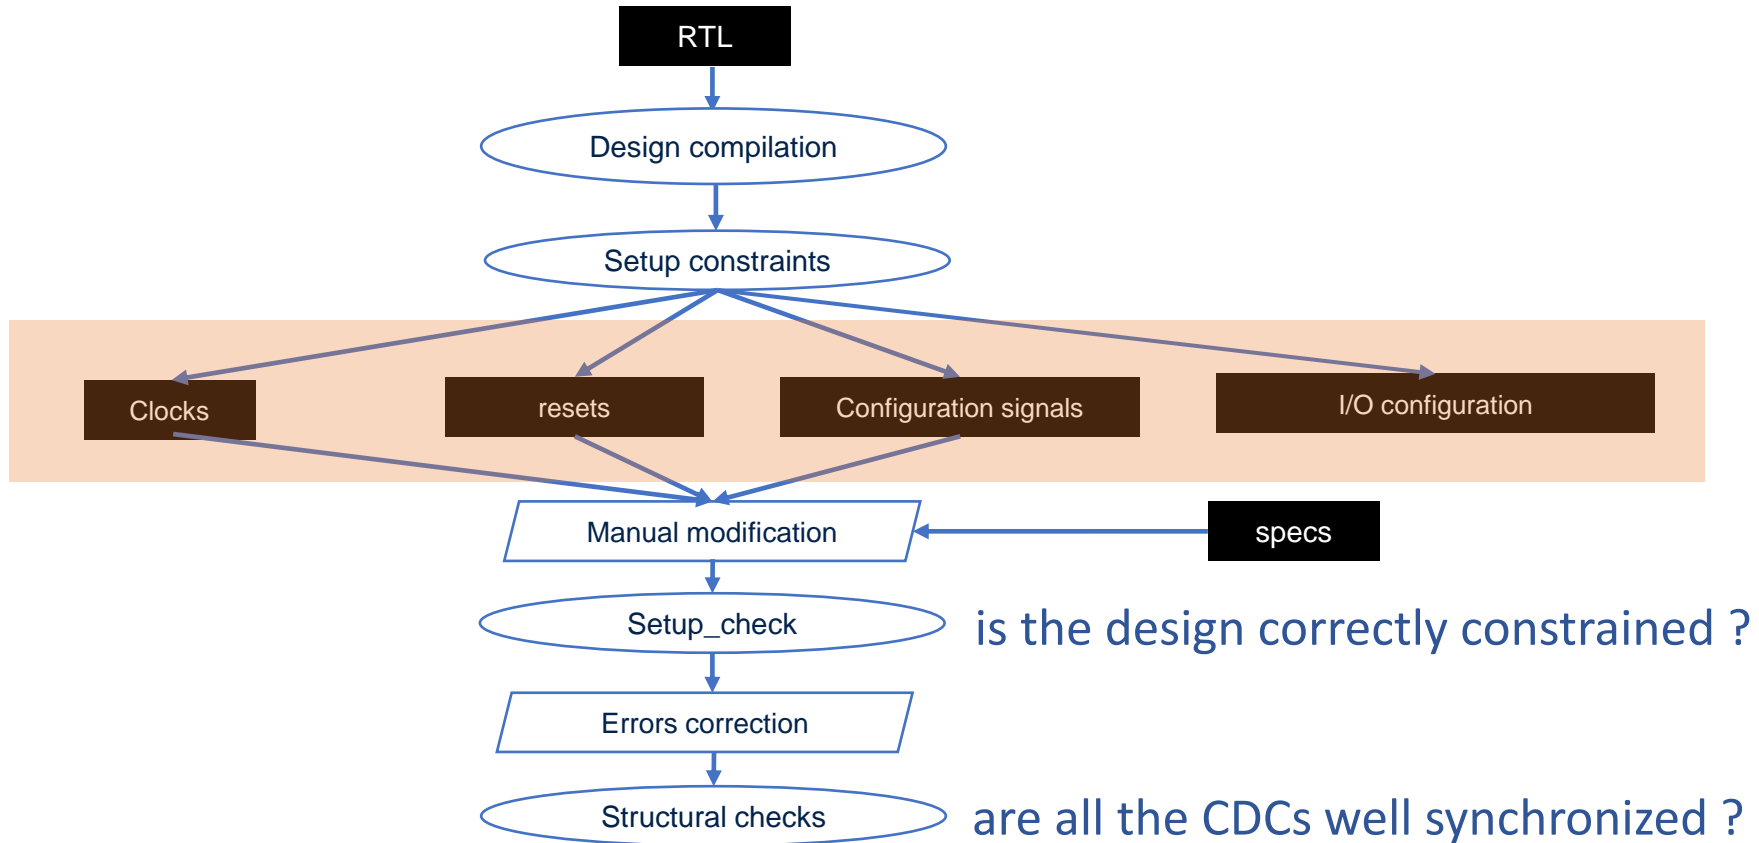 RTL
Design compilation
Setup constraints
Clocks
resets
Configuration signals
I/O configuration
Manual modification
specs
Setup_check
is the design correctly constrained ?
Errors correction
Structural checks
are all the CDCs well synchronized ?